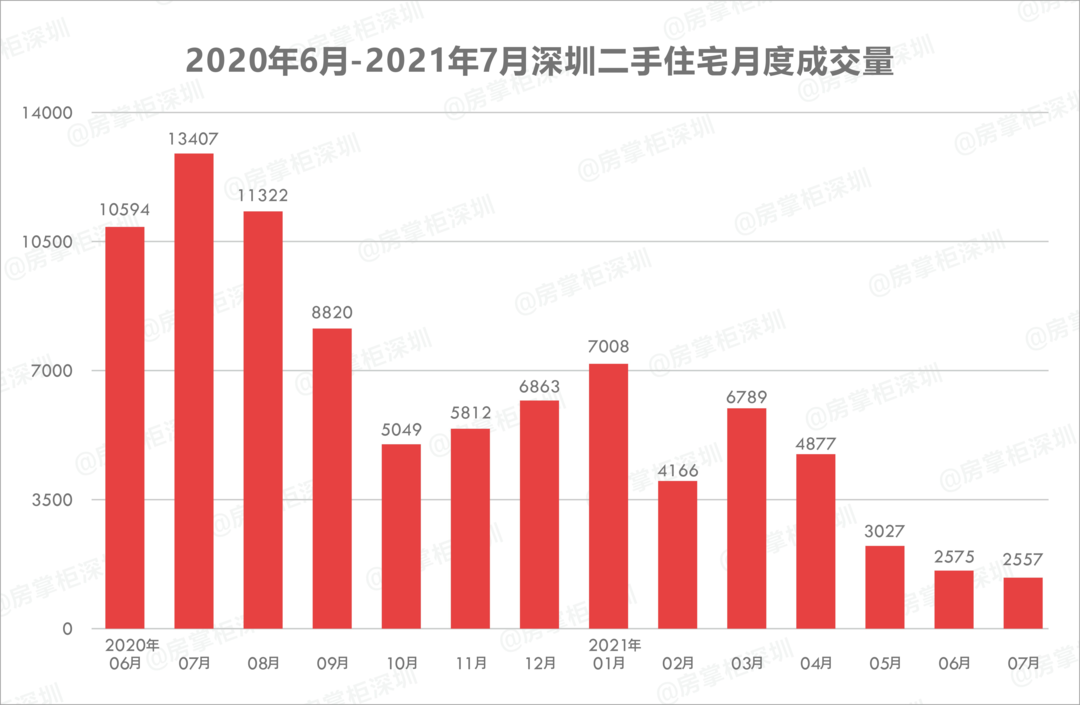 2020年6月-2021年7月深圳二手住宅月度成交量
14000
10500
7000
3500
0
10594
13407
11322
8820
5049
5812
6863
7008
4166
6789
4877
3027
2575
2557
2020年
06月
07月
08月
09月
10月
11月
12月
2021年
01月
02月
03月
04月
05月
06月
07月
@房掌柜深圳